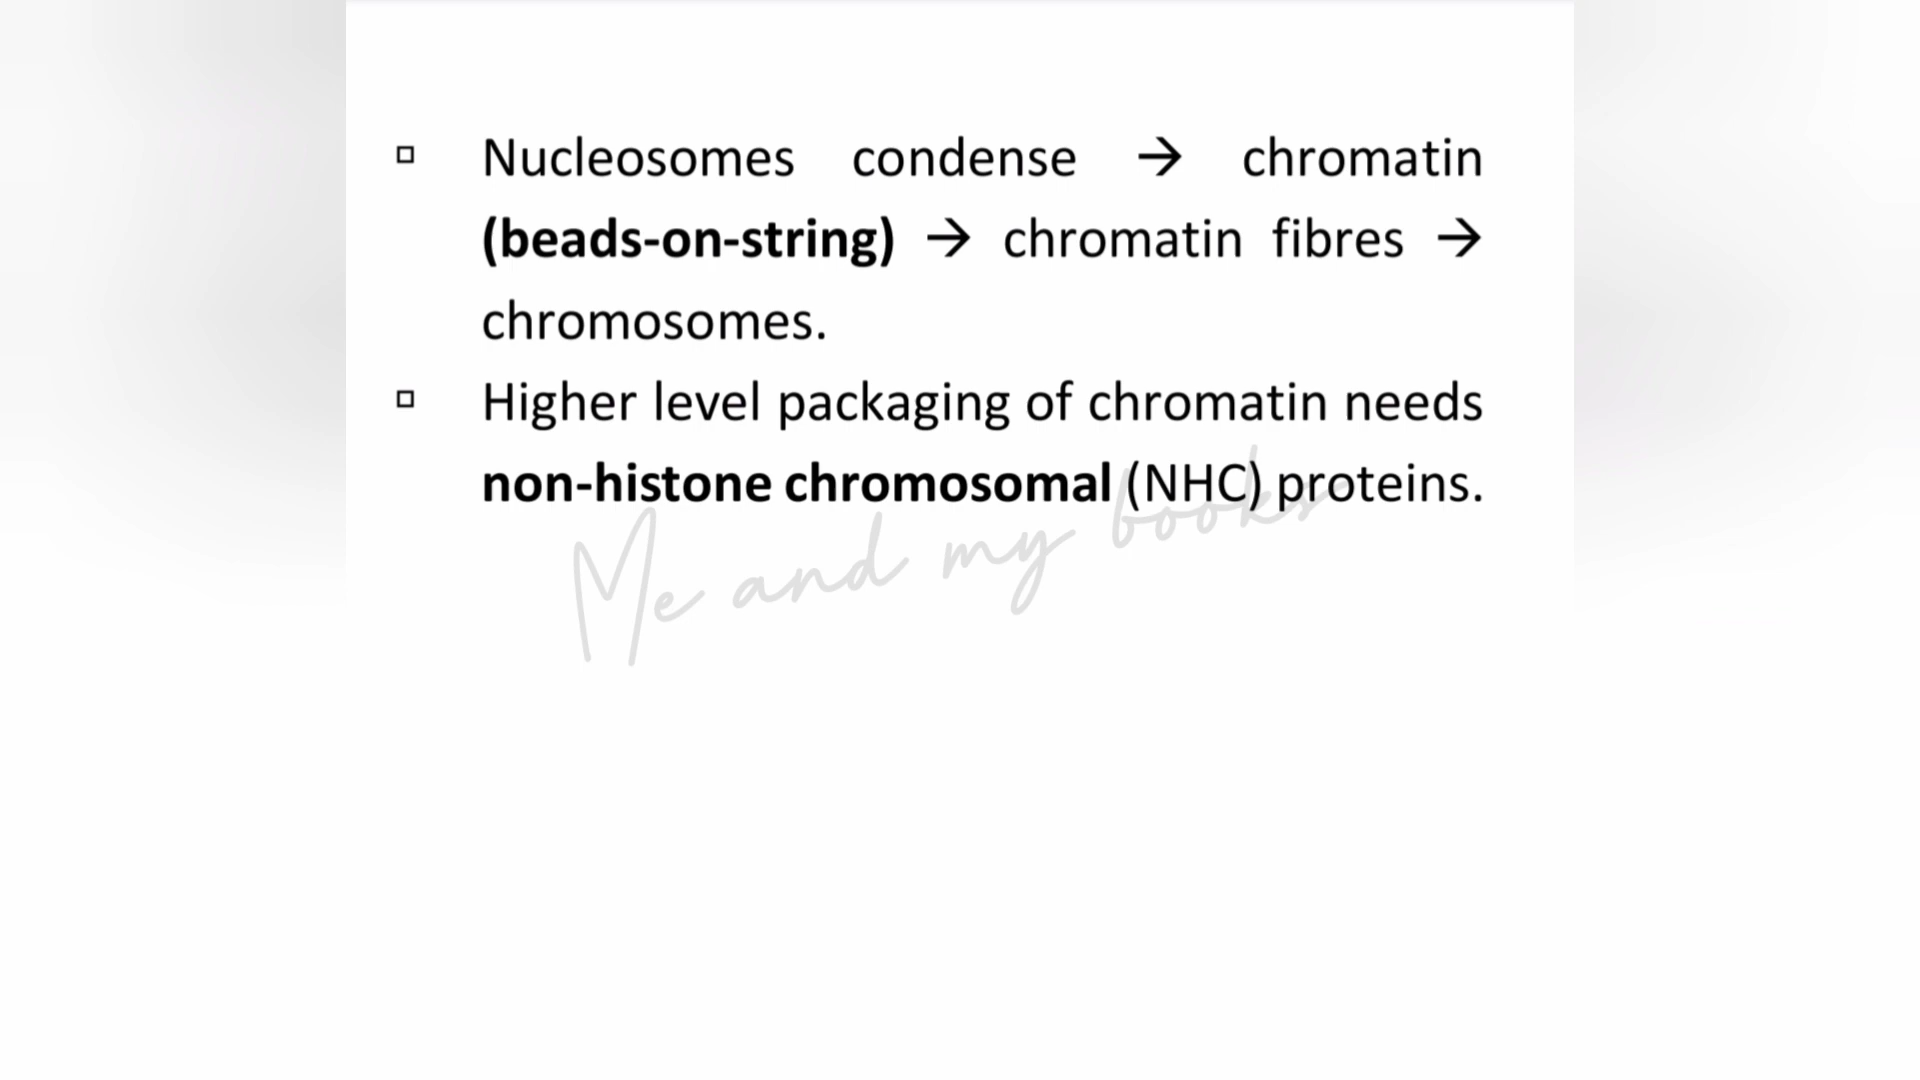 ▫ Nucleosomes condense → chromatin
(beads-on-string) → chromatin fibres →
chromosomes.
▫ Higher level packaging of chromatin needs
non-histone chromosomal (NHC) proteins.
Me and my books